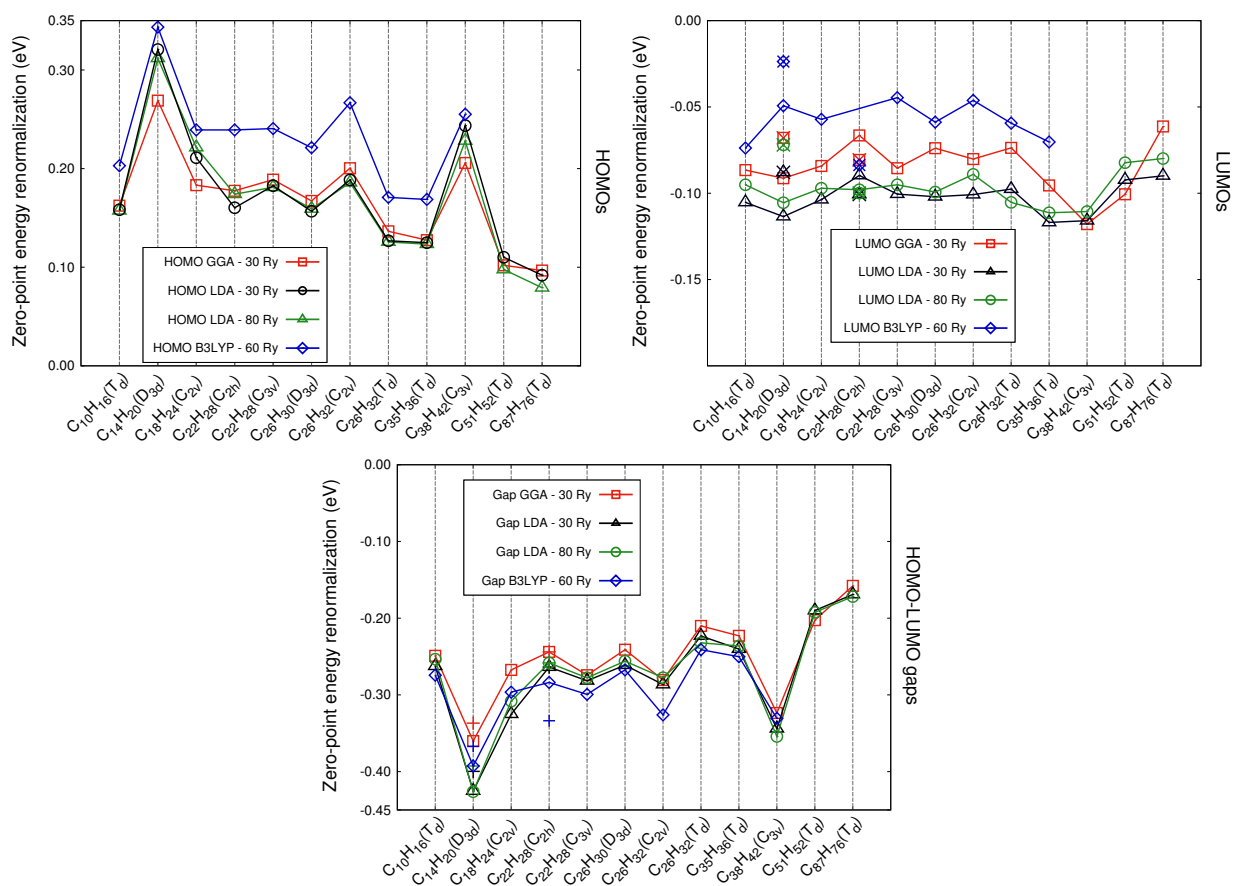 Zero-point energy renormalization (eV)
0.35
0.30
0.20
0.10
0.00
HOMO GGA - 30 Ry
HOMO LDA - 30 Ry
HOMO LDA - 80 Ry
HOMO B3LYP - 60 Ry
HOMOs
C10H16(Td)
C14H20(D3d)
C18H24(C2v)
C22H28(C2h)
C22H28(C3v)
C26H30(D3d)
C26H32(C2v)
C26H32(Td)
C35H36(Td)
C38H42(C3v)
C51H52(Td)
C87H76(Td)
Zero-point energy renormalization (eV)
0.00
-0.05
-0.10
-0.15
LUMO GGA - 30 Ry
LUMO LDA - 30 Ry
LUMO LDA - 80 Ry
LUMO B3LYP - 60 Ry
LUMOs
C10H16(Td)
C14H20(D3d)
C18H24(C2v)
C22H28(C2h)
C22H28(C3v)
C26H30(D3d)
C26H32(C2v)
C26H32(Td)
C35H36(Td)
C38H42(C3v)
C51H52(Td)
C87H76(Td)
Zero-point energy renormalization (eV)
0.00
-0.10
-0.20
-0.30
-0.40
-0.45
Gap GGA - 30 Ry
Gap LDA - 30 Ry
Gap LDA - 80 Ry
Gap B3LYP - 60 Ry
HOMO-LUMO gaps
C10H16(Td)
C14H20(D3d)
C18H24(C2v)
C22H28(C2h)
C22H28(C3v)
C26H30(D3d)
C26H32(C2v)
C26H32(Td)
C35H36(Td)
C38H42(C3v)
C51H52(Td)
C87H76(Td)